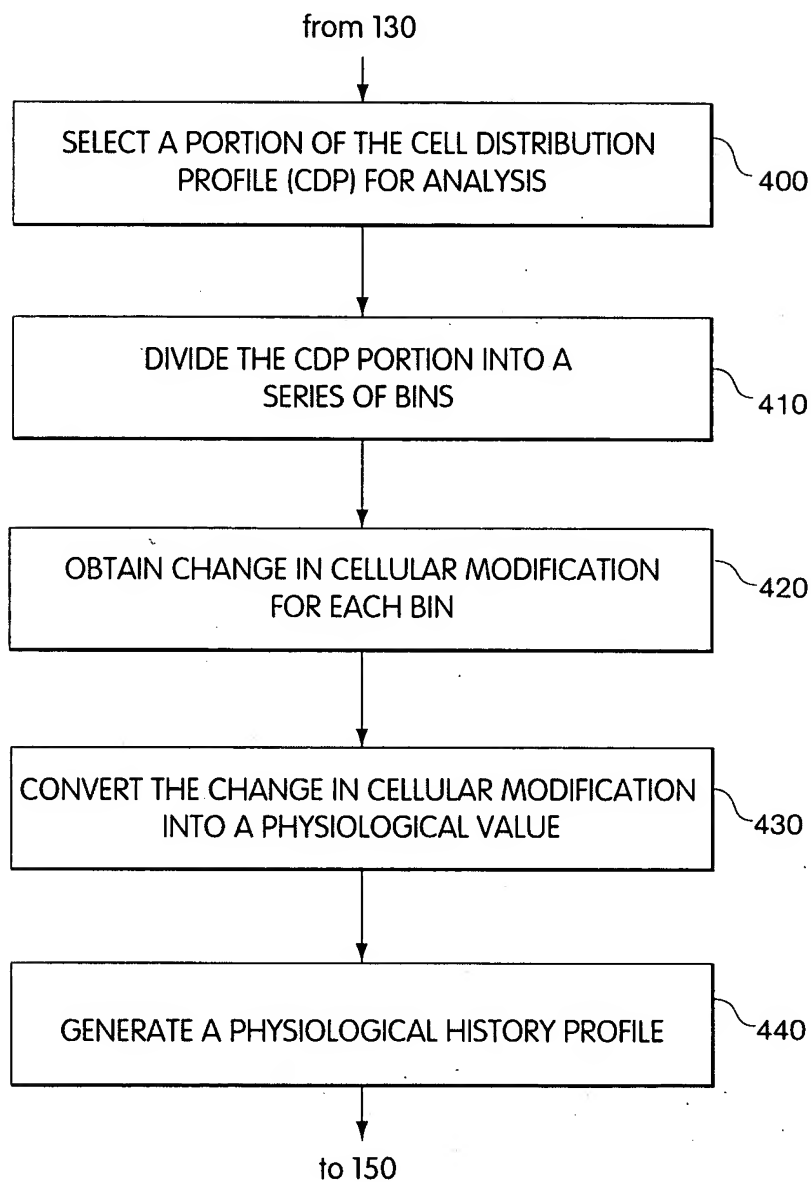 from 130
SELECT A PORTION OF THE CELL DISTRIBUTION
PROFILE (CDP) FOR ANALYSIS
400
DIVIDE THE CDP PORTION INTO A
SERIES OF BINS
410
OBTAIN CHANGE IN CELLULAR MODIFICATION
FOR EACH BIN
420
CONVERT THE CHANGE IN CELLULAR MODIFICATION
INTO A PHYSIOLOGICAL VALUE
430
GENERATE A PHYSIOLOGICAL HISTORY PROFILE
440
to 150